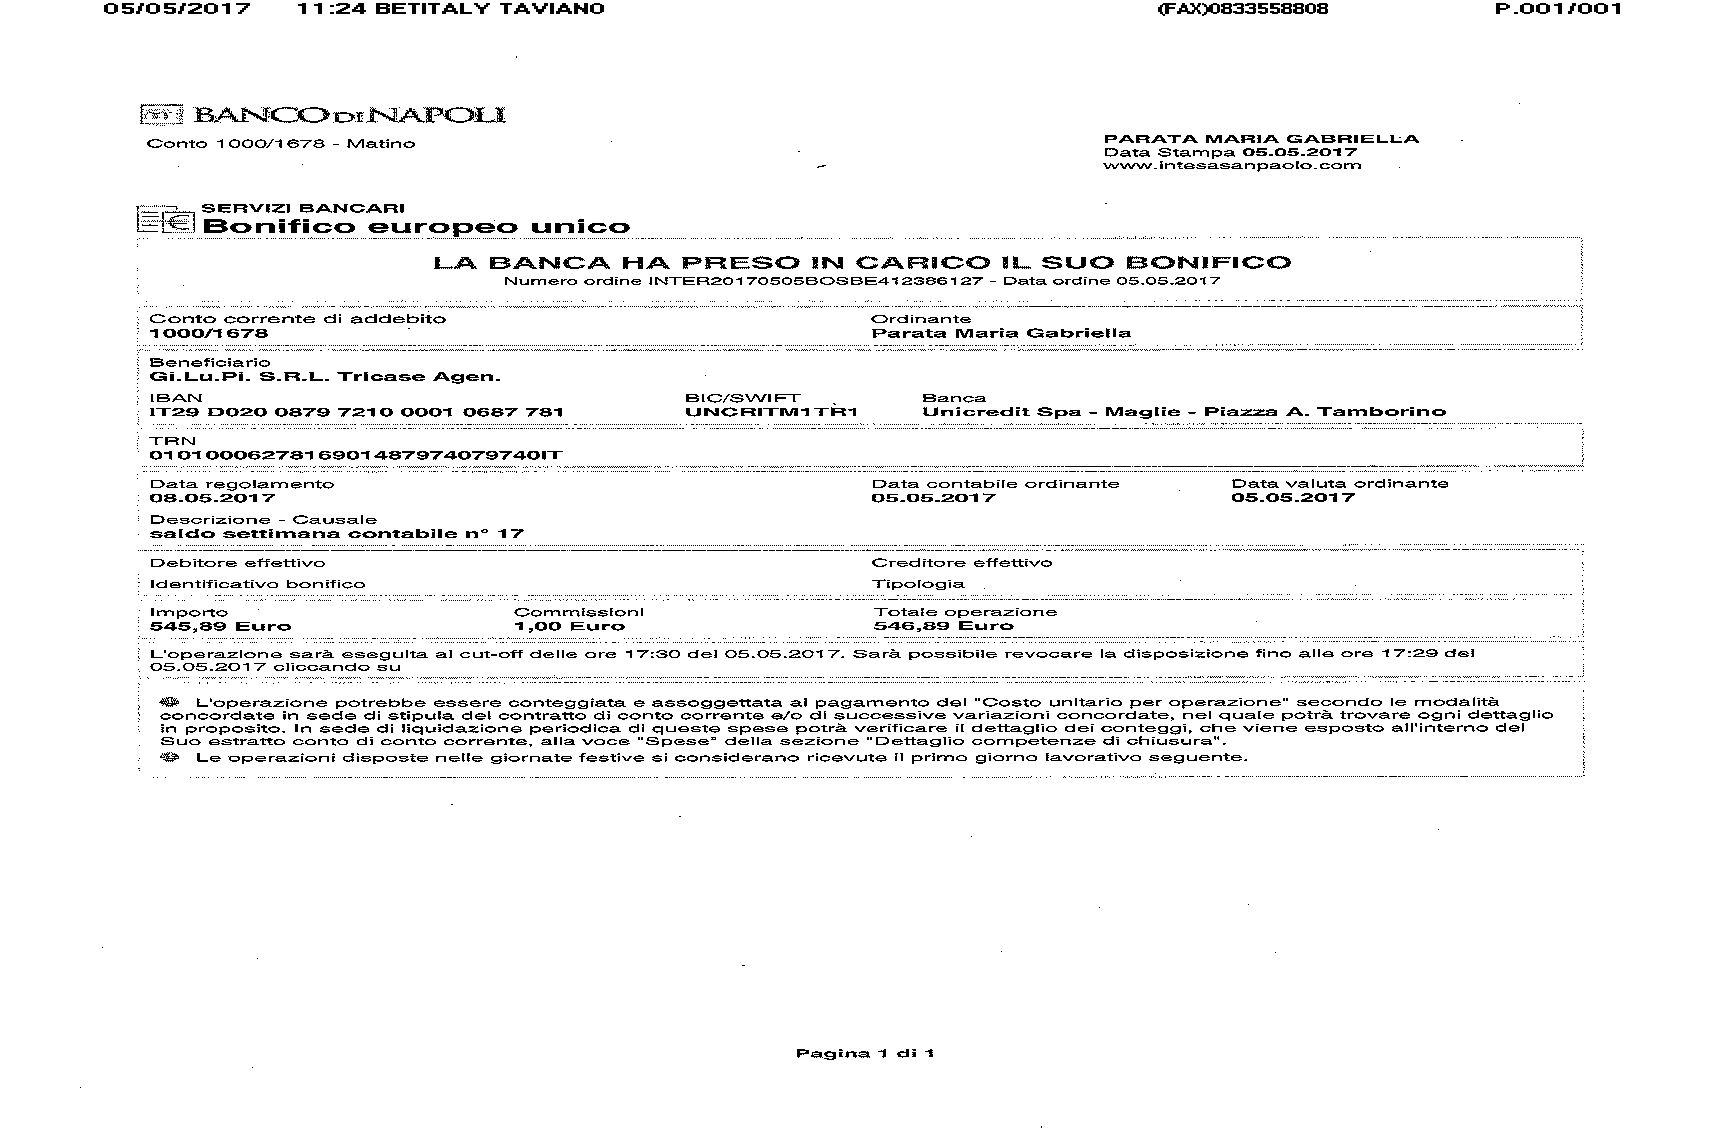 05/05/2017 11:24 BETITALY TAVIANO (FAX)0833558808 P.001/001
BANCO DI NAPOLI
Conto 1000/1678 - Matino
PARATA MARIA GABRIELLA
Data Stampa 05.05.2017
www.intesasanpaolo.com
SERVIZI BANCARI
Bonifico europeo unico
LA BANCA HA PRESO IN CARICO IL SUO BONIFICO
Numero ordine INTER20170505BOSBE412386127 - Data ordine 05.05.2017
Conto corrente di addebito Ordinante
1000/1678 Parata Maria Gabriella
Beneficiario
Gi.Lu.Pi. S.R.L. Tricase Agen.
IBAN BIC/SWIFT Banca
IT29 D020 0879 7210 0001 0687 781 UNCRITM1TR1 Unicredit Spa - Maglie - Piazza A. Tamborino
TRN
0101000627816901487974079740IT
Data regolamento Data contabile ordinante Data valuta ordinante
08.05.2017 05.05.2017 05.05.2017
Descrizione - Causale
saldo settimana contabile n° 17
Debitore effettivo Creditore effettivo
Identificativo bonifico Tipologia
Importo Commissioni Totale operazione
545,89 Euro 1,00 Euro 546,89 Euro
L'operazione sarà eseguita al cut-off delle ore 17:30 del 05.05.2017. Sarà possibile revocare la disposizione fino alle ore 17:29 del
05.05.2017 cliccando su
L'operazione potrebbe essere conteggiata e assoggettata al pagamento del "Costo unitario per operazione" secondo le modalità
concordate in sede di stipula del contratto di conto corrente e/o di successive variazioni concordate, nel quale potrà trovare ogni dettaglio
in proposito. In sede di liquidazione periodica di queste spese potrà verificare il dettaglio dei conteggi, che viene esposto all'interno del
Suo estratto conto di conto corrente, alla voce "Spese" della sezione "Dettaglio competenze di chiusura".
Le operazioni disposte nelle giornate festive si considerano ricevute il primo giorno lavorativo seguente.
Pagina 1 di 1